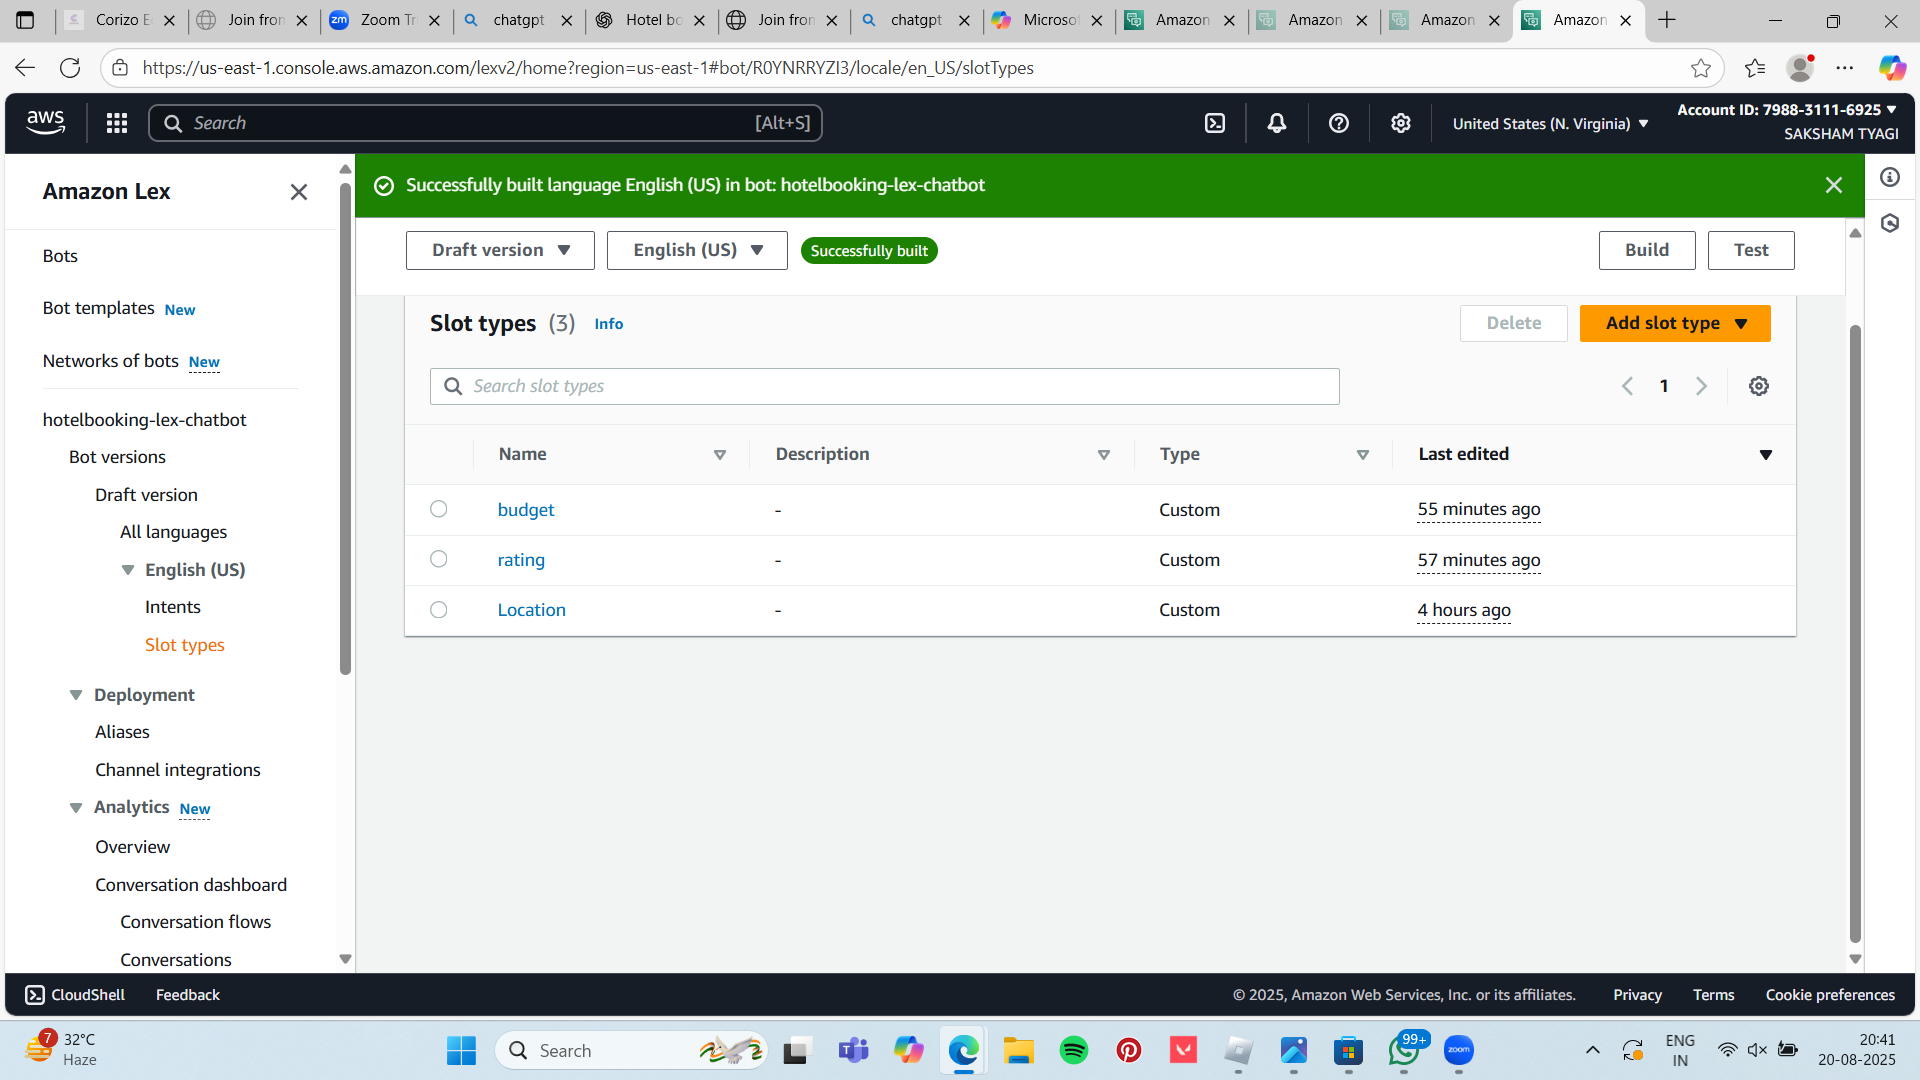 Corizo E
Join from
Zoom Tr
chatgpt
Hotel bo
Join from
chatgpt
Microsof
Amazon
Amazon
Amazon
Amazon
https://us-east-1.console.aws.amazon.com/lexv2/home?region=us-east-1#bot/R0YNRRYZI3/locale/en_US/slotTypes
aws
Search
[Alt+S]
United States (N. Virginia)
Account ID: 7988-3111-6925
SAKSHAM TYAGI
Amazon Lex
Bots
Bot templates New
Networks of bots New
hotelbooking-lex-chatbot
Bot versions
Draft version
All languages
English (US)
Intents
Slot types
Deployment
Aliases
Channel integrations
Analytics New
Overview
Conversation dashboard
Conversation flows
Conversations
Successfully built language English (US) in bot: hotelbooking-lex-chatbot
Draft version
English (US)
Successfully built
Build
Test
Slot types (3) Info
Delete
Add slot type
Search slot types
1
Name Description Type Last edited
budget - Custom 55 minutes ago
rating - Custom 57 minutes ago
Location - Custom 4 hours ago
CloudShell
Feedback
© 2025, Amazon Web Services, Inc. or its affiliates.
Privacy
Terms
Cookie preferences
7
32°C
Haze
Search
99+
zoom
ENG
IN
20:41
20-08-2025